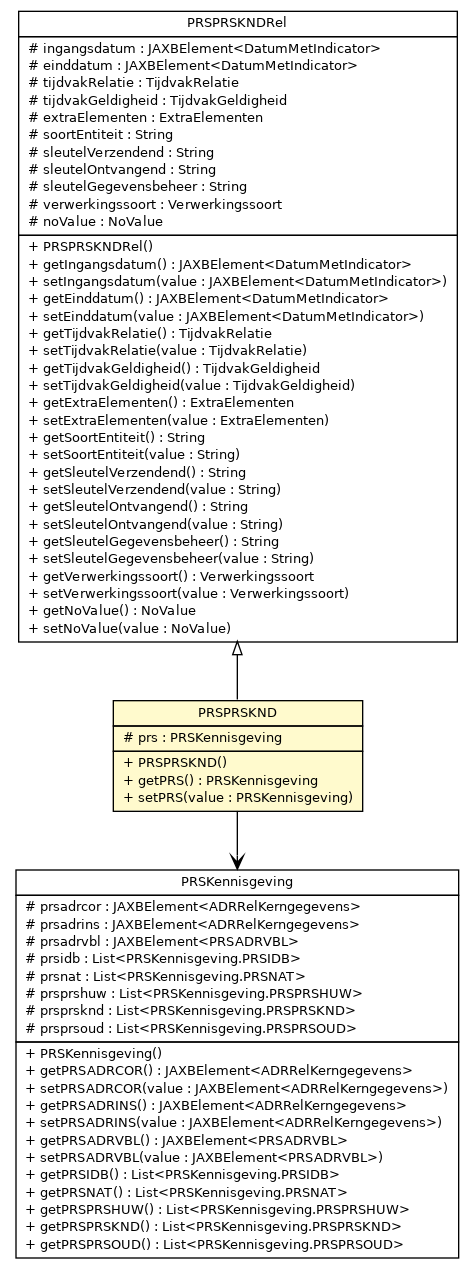 PRSPRSKNDRel
# ingangsdatum : JAXBElement<DatumMetIndicator>
# einddatum : JAXBElement<DatumMetIndicator>
# tijdvakRelatie : TijdvakRelatie
# tijdvakGeldigheid : TijdvakGeldigheid
# extraElementen : ExtraElementen
# soortEntiteit : String
# sleutelVerzendend : String
# sleutelOntvangend : String
# sleutelGegevensbeheer : String
# verwerkingssoort : Verwerkingssoort
# noValue : NoValue
+ PRSPRSKNDRel()
+ getIngangsdatum() : JAXBElement<DatumMetIndicator>
+ setIngangsdatum(value : JAXBElement<DatumMetIndicator>)
+ getEinddatum() : JAXBElement<DatumMetIndicator>
+ setEinddatum(value : JAXBElement<DatumMetIndicator>)
+ getTijdvakRelatie() : TijdvakRelatie
+ setTijdvakRelatie(value : TijdvakRelatie)
+ getTijdvakGeldigheid() : TijdvakGeldigheid
+ setTijdvakGeldigheid(value : TijdvakGeldigheid)
+ getExtraElementen() : ExtraElementen
+ setExtraElementen(value : ExtraElementen)
+ getSoortEntiteit() : String
+ setSoortEntiteit(value : String)
+ getSleutelVerzendend() : String
+ setSleutelVerzendend(value : String)
+ getSleutelOntvangend() : String
+ setSleutelOntvangend(value : String)
+ getSleutelGegevensbeheer() : String
+ setSleutelGegevensbeheer(value : String)
+ getVerwerkingssoort() : Verwerkingssoort
+ setVerwerkingssoort(value : Verwerkingssoort)
+ getNoValue() : NoValue
+ setNoValue(value : NoValue)
PRSPRSKND
# prs : PRSKennisgeving
+ PRSPRSKND()
+ getPRS() : PRSKennisgeving
+ setPRS(value : PRSKennisgeving)
PRSKennisgeving
# prsadrcor : JAXBElement<ADRRelKerngegevens>
# prsadrins : JAXBElement<ADRRelKerngegevens>
# prsadrvbl : JAXBElement<PRSADRVBL>
# prsidb : List<PRSKennisgeving.PRSIDB>
# prsnat : List<PRSKennisgeving.PRSNAT>
# prsprshuw : List<PRSKennisgeving.PRSPRSHUW>
# prsprsknd : List<PRSKennisgeving.PRSPRSKND>
# prsprsoud : List<PRSKennisgeving.PRSPRSOUD>
+ PRSKennisgeving()
+ getPRSADRCOR() : JAXBElement<ADRRelKerngegevens>
+ setPRSADRCOR(value : JAXBElement<ADRRelKerngegevens>)
+ getPRSADRINS() : JAXBElement<ADRRelKerngegevens>
+ setPRSADRINS(value : JAXBElement<ADRRelKerngegevens>)
+ getPRSADRVBL() : JAXBElement<PRSADRVBL>
+ setPRSADRVBL(value : JAXBElement<PRSADRVBL>)
+ getPRSIDB() : List<PRSKennisgeving.PRSIDB>
+ getPRSNAT() : List<PRSKennisgeving.PRSNAT>
+ getPRSPRSHUW() : List<PRSKennisgeving.PRSPRSHUW>
+ getPRSPRSKND() : List<PRSKennisgeving.PRSPRSKND>
+ getPRSPRSOUD() : List<PRSKennisgeving.PRSPRSOUD>